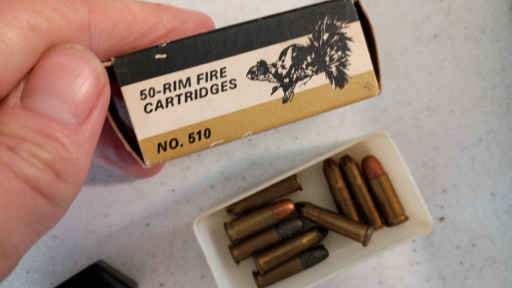 50-RIM FIRE
CARTRIDGES
NO. 510